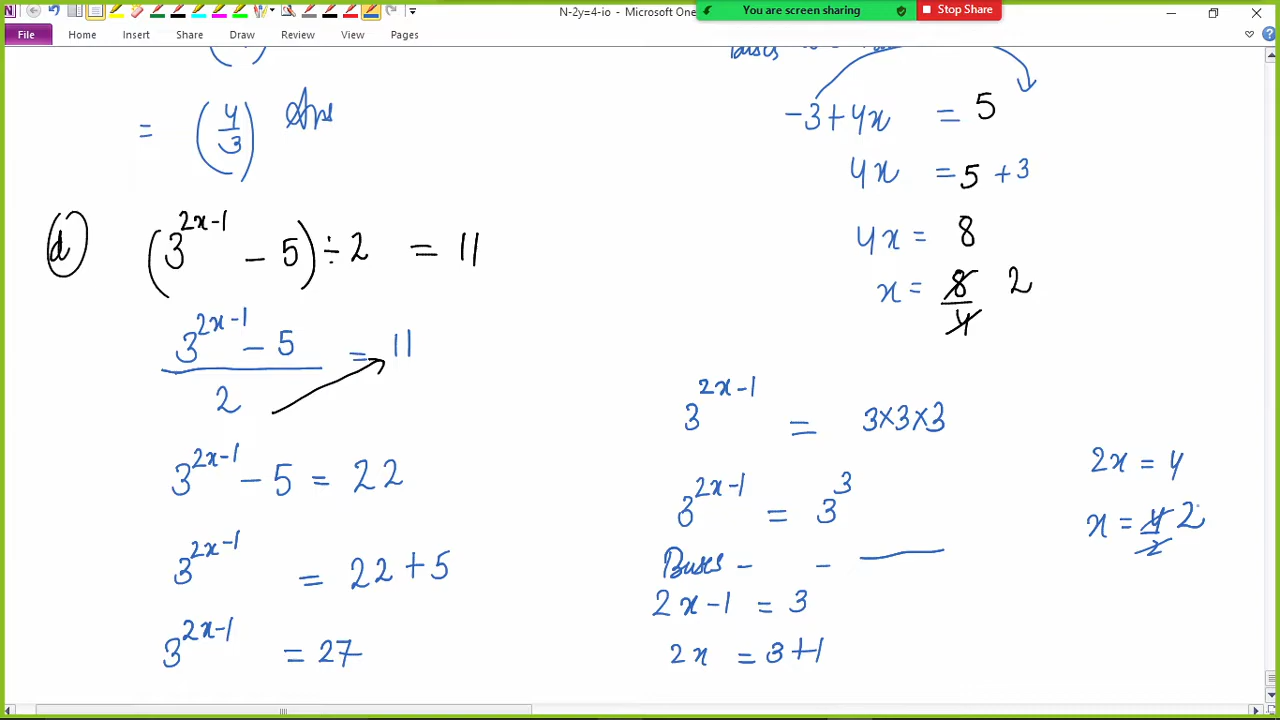 N-2y=4-io - Microsoft One
You are screen sharing
Stop Share
File Home Insert Share Draw Review View Pages
= (4/3) Ans
d (3^{2x-1} - 5) ÷ 2 = 11
\frac{3^{2x-1} - 5}{2} = 11
3^{2x-1} - 5 = 22
3^{2x-1} = 22 + 5
3^{2x-1} = 27
-3 + 4x = 5
4x = 5 + 3
4x = 8
x = \frac{8}{4} 2
3^{2x-1} = 3×3×3
3^{2x-1} = 3^3
Bases - -
2x-1 = 3
2x = 3+1
2x = 4
x = \frac{4}{2} 2